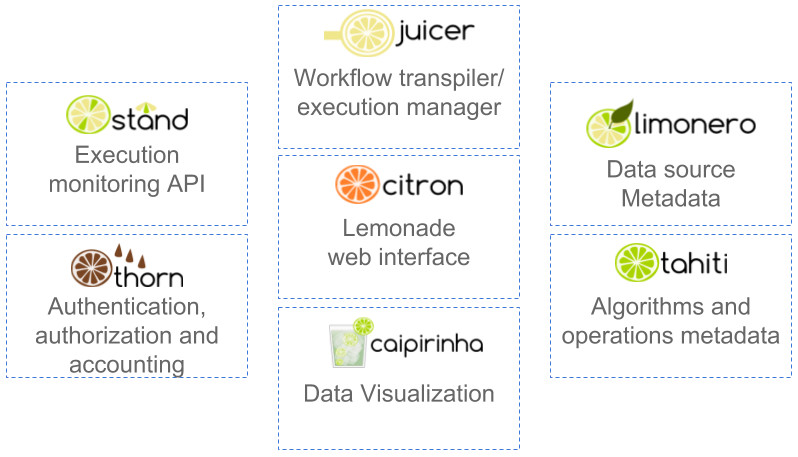 juicer
Workflow transpiler/
execution manager
stand
Execution
monitoring API
limonero
Data source
Metadata
citron
Lemonade
web interface
thorn
Authentication,
authorization and
accounting
tahiti
Algorithms and
operations metadata
caipirinha
Data Visualization